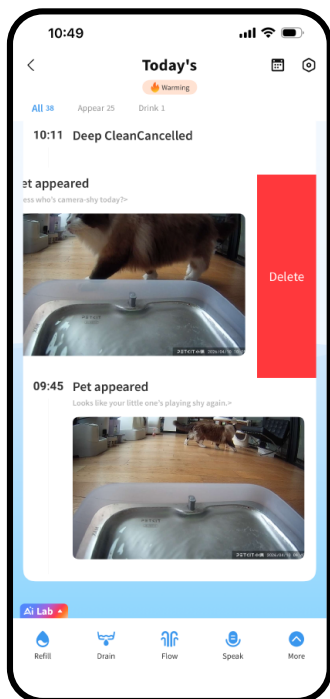 10:49
Today's
Warming
All 38 Appear 25 Drink 1
10:11 Deep CleanCancelled
et appeared
ess who's camera-shy today?>
Delete
09:45 Pet appeared
Looks like your little one's playing shy again.>
Ai Lab
Refill Drain Flow Speak More